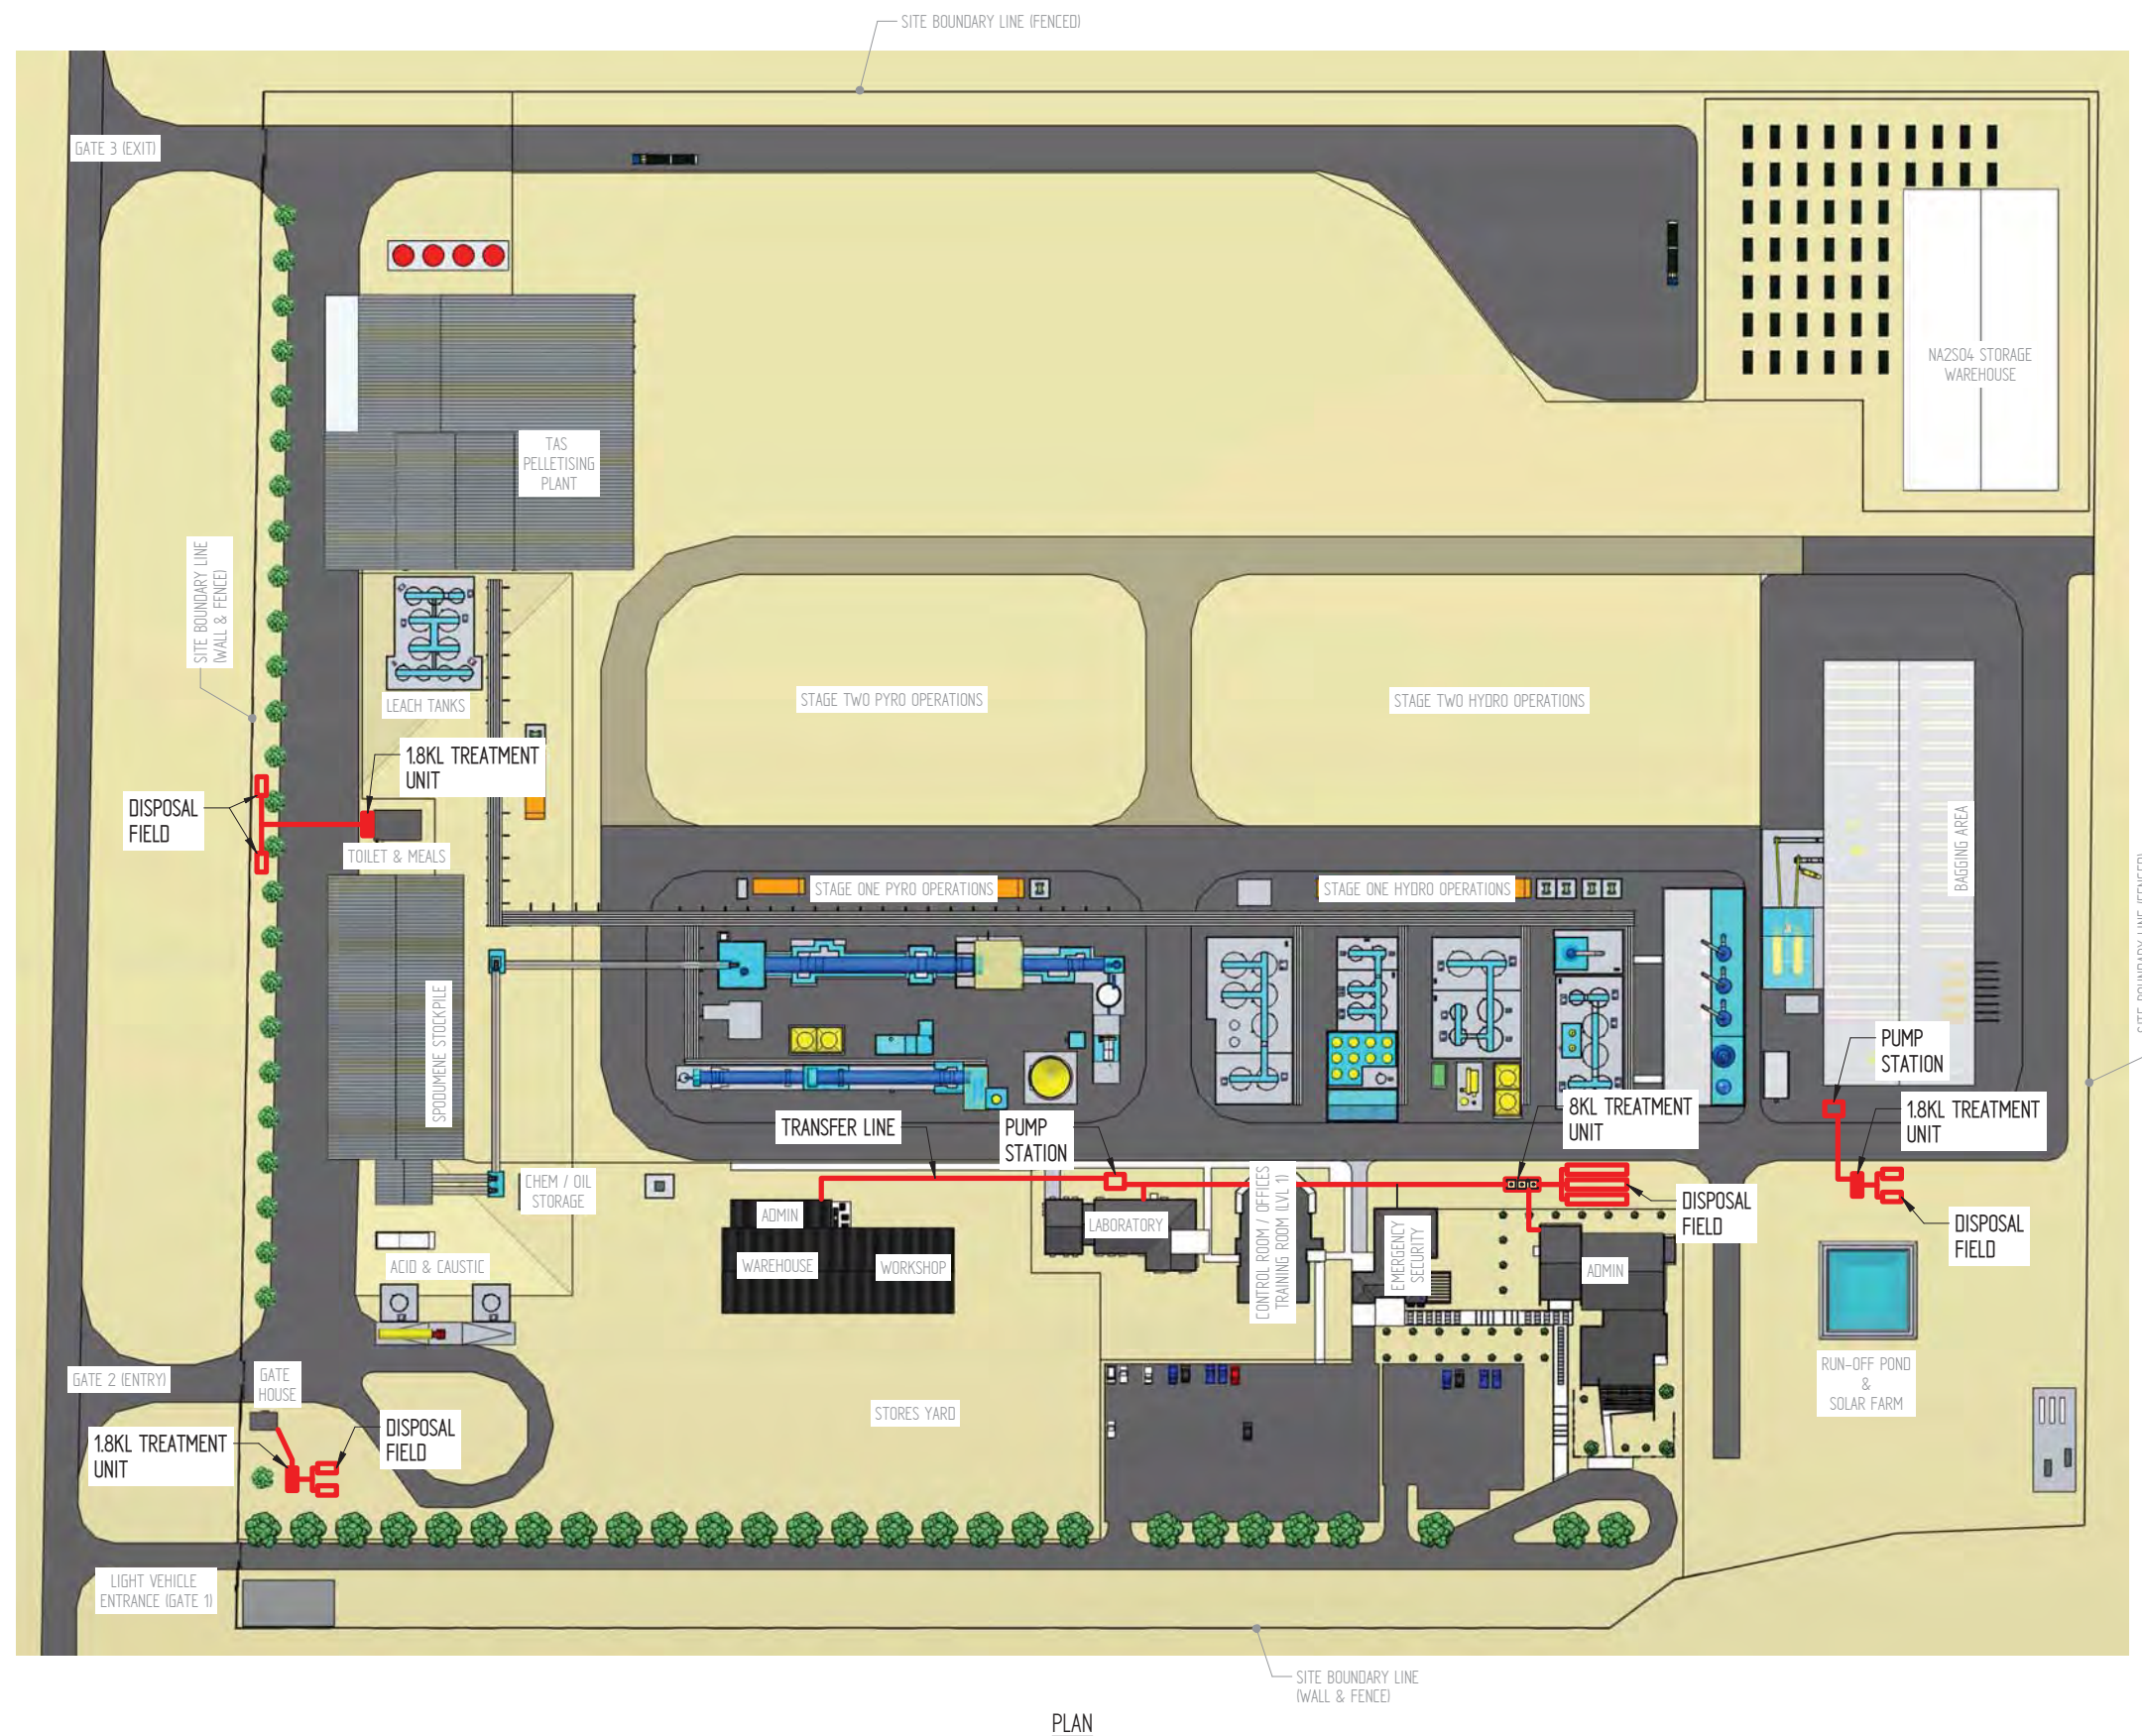 SITE BOUNDARY LINE (FENCED)
GATE 3 (EXIT)
NA2SO4 STORAGE
WAREHOUSE
TAS
PELLETISING
PLANT
SITE BOUNDARY LINE
(WALL & FENCE)
LEACH TANKS
STAGE TWO PYRO OPERATIONS
STAGE TWO HYDRO OPERATIONS
1.8KL TREATMENT
UNIT
DISPOSAL
FIELD
TOILET & MEALS
BAGGING AREA
STAGE ONE PYRO OPERATIONS
STAGE ONE HYDRO OPERATIONS
SITE BOUNDARY LINE (FENCED)
SPODUMENE STOCKPILE
PUMP
STATION
8KL TREATMENT
UNIT
1.8KL TREATMENT
UNIT
TRANSFER LINE
PUMP
STATION
CHEM / OIL
STORAGE
ADMIN
LABORATORY
CONTROL ROOM / OFFICES
TRAINING ROOM (LVL 1)
EMERGENCY
SECURITY
DISPOSAL
FIELD
DISPOSAL
FIELD
ACID & CAUSTIC
WAREHOUSE
WORKSHOP
ADMIN
GATE 2 (ENTRY)
GATE
HOUSE
RUN-OFF POND
&
SOLAR FARM
STORES YARD
1.8KL TREATMENT
UNIT
DISPOSAL
FIELD
LIGHT VEHICLE
ENTRANCE (GATE 1)
SITE BOUNDARY LINE
(WALL & FENCE)
PLAN